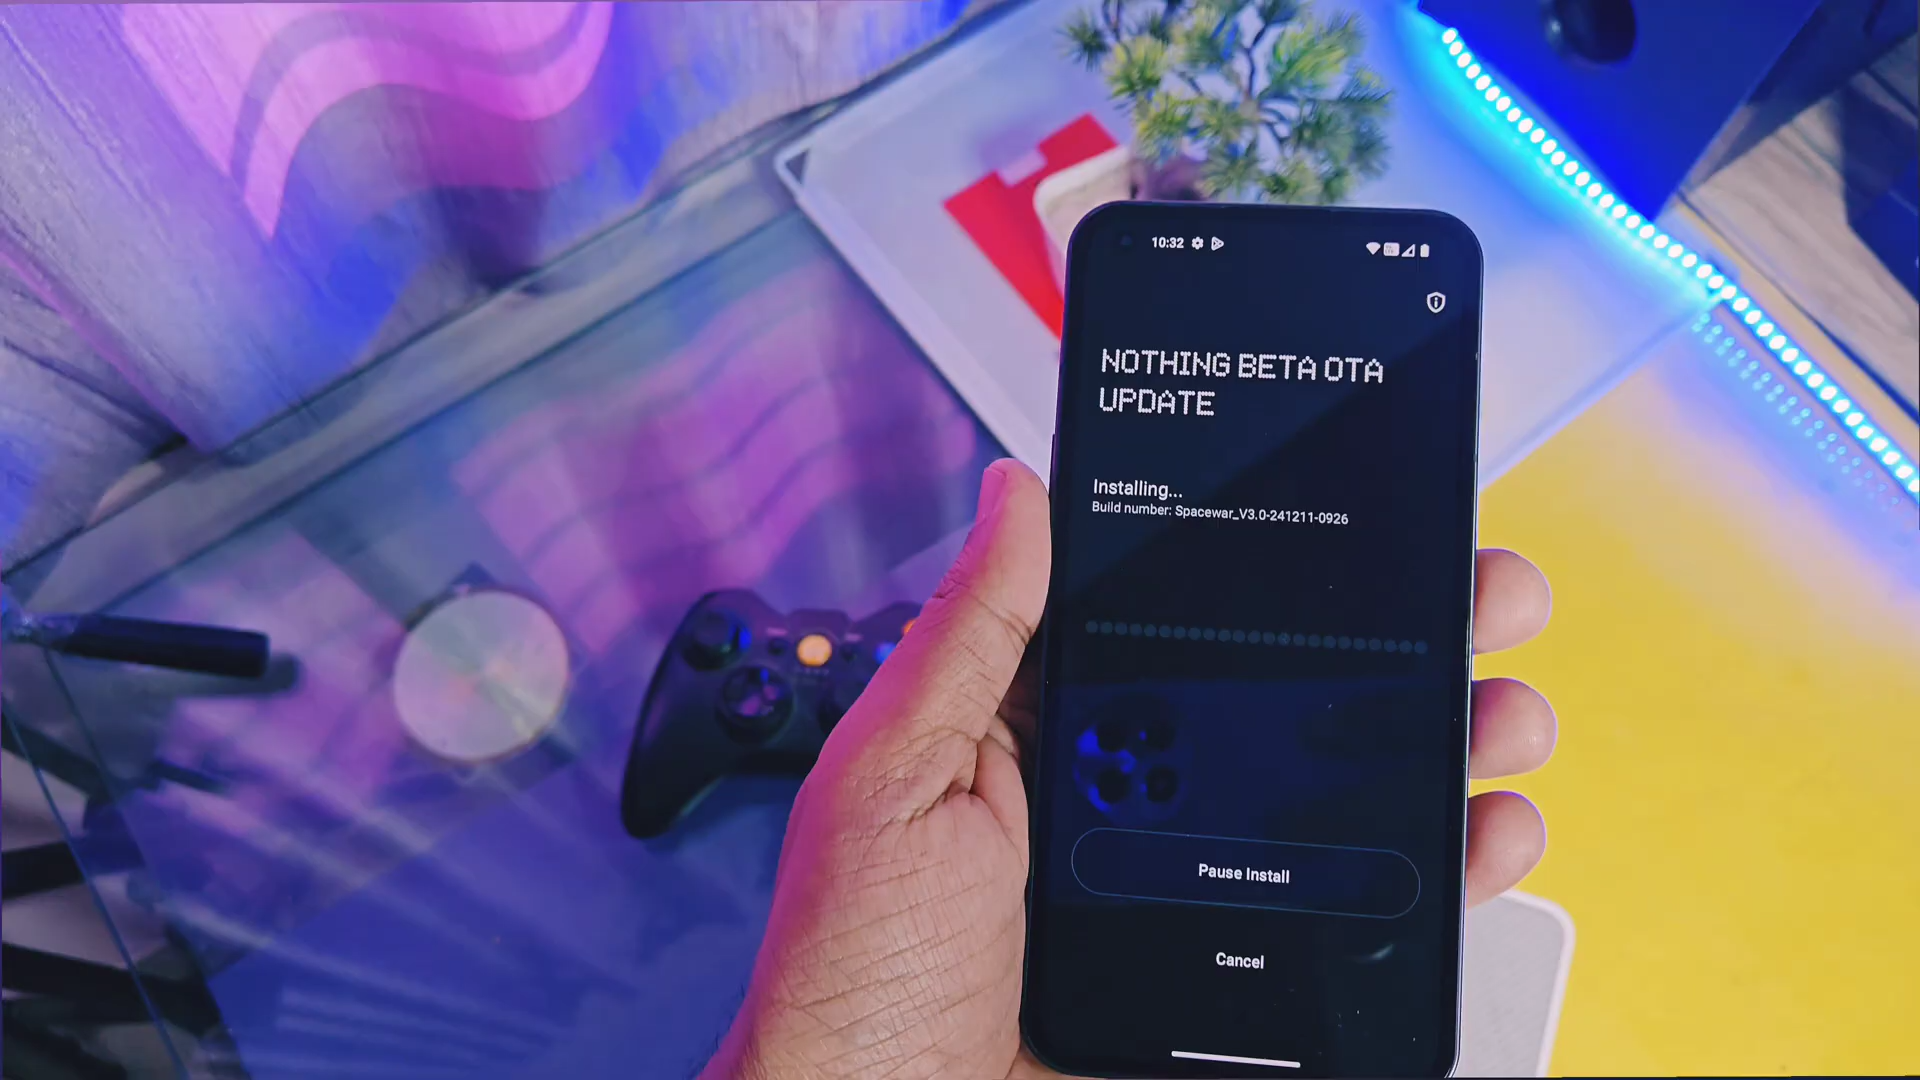 10:32
NOTHING BETA OTA
UPDATE
Installing...
Build number: Spacewar_V3.0-241211-0926
Pause Install
Cancel